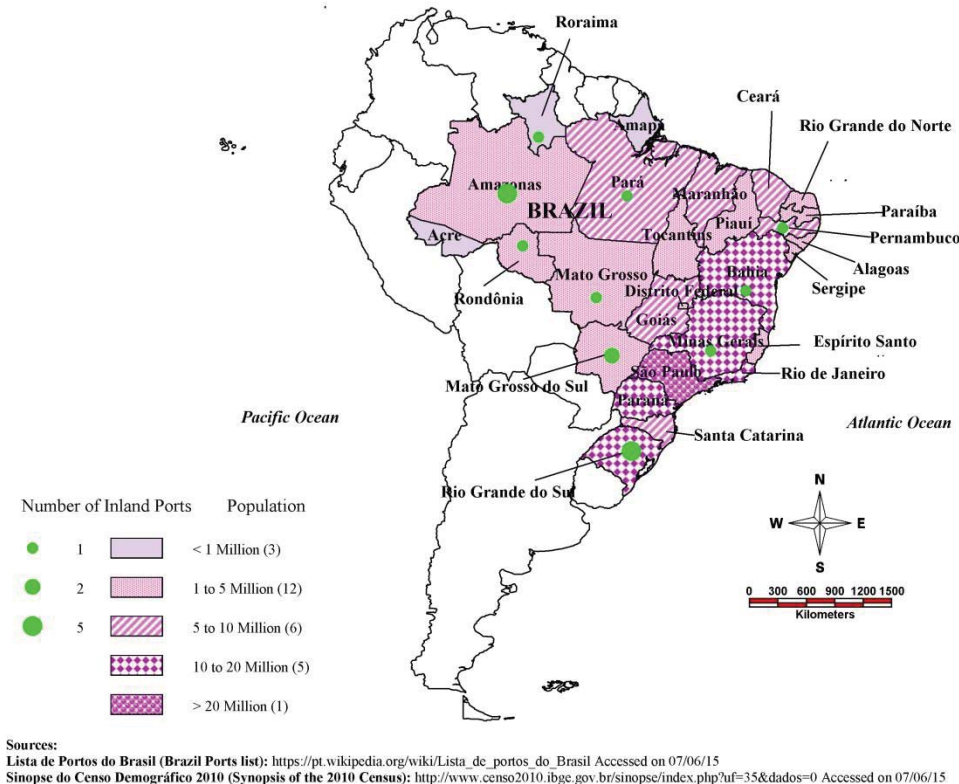 Roraima
Ceará
Amapá
Rio Grande do Norte
Amazonas
Pará
Maranhão
BRAZIL
Paraíba
Piauí
Pernambuco
Tocantins
Acre
Alagoas
Bahia
Mato Grosso
Sergipe
Rondônia
Distrito Federal
Goiás
Minas Gerais
Espírito Santo
São Paulo
Rio de Janeiro
Mato Grosso do Sul
Paraná
Pacific Ocean
Atlantic Ocean
Santa Catarina
Rio Grande do Sul
Number of Inland Ports
Population
1
< 1 Million (3)
2
1 to 5 Million (12)
5
5 to 10 Million (6)
10 to 20 Million (5)
> 20 Million (1)
N
W
E
S
0 300 600 900 1200 1500
Kilometers
Sources:
Lista de Portos do Brasil (Brazil Ports list): https://pt.wikipedia.org/wiki/Lista_de_portos_do_Brasil Accessed on 07/06/15
Sinopse do Censo Demográfico 2010 (Synopsis of the 2010 Census): http://www.censo2010.ibge.gov.br/sinopse/index.php?uf=35&dados=0 Accessed on 07/06/15